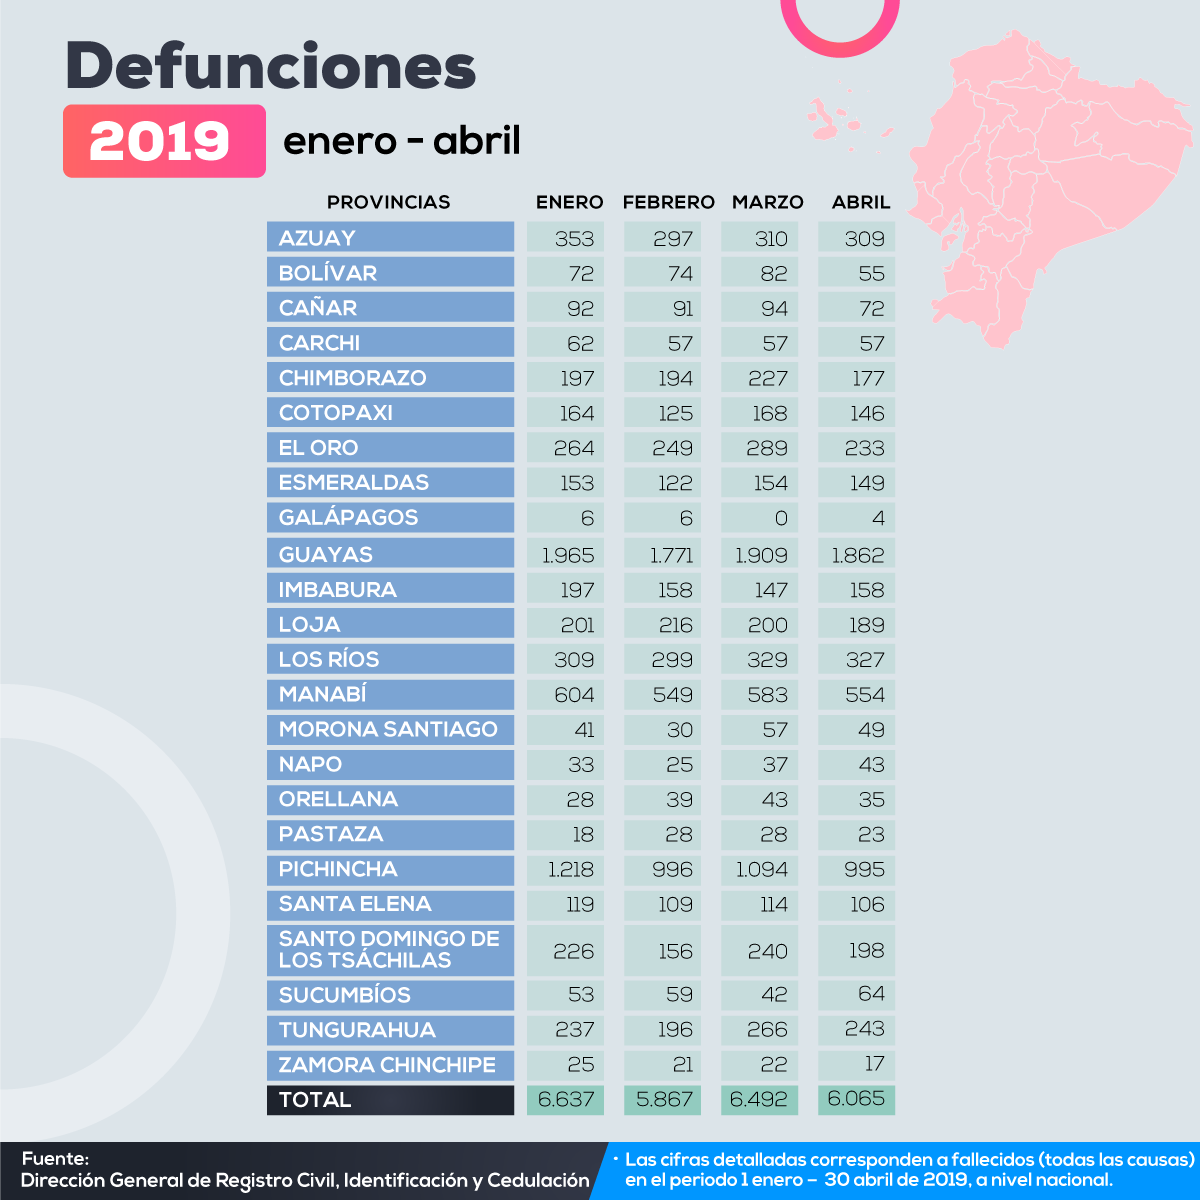 Defunciones
2019 enero - abril
PROVINCIAS ENERO FEBRERO MARZO ABRIL
AZUAY 353 297 310 309
BOLÍVAR 72 74 82 55
CAÑAR 92 91 94 72
CARCHI 62 57 57 57
CHIMBORAZO 197 194 227 177
COTOPAXI 164 125 168 146
EL ORO 264 249 289 233
ESMERALDAS 153 122 154 149
GALÁPAGOS 6 6 0 4
GUAYAS 1.965 1.771 1.909 1.862
IMBABURA 197 158 147 158
LOJA 201 216 200 189
LOS RÍOS 309 299 329 327
MANABÍ 604 549 583 554
MORONA SANTIAGO 41 30 57 49
NAPO 33 25 37 43
ORELLANA 28 39 43 35
PASTAZA 18 28 28 23
PICHINCHA 1.218 996 1.094 995
SANTA ELENA 119 109 114 106
SANTO DOMINGO DE
LOS TSÁCHILAS 226 156 240 198
SUCUMBÍOS 53 59 42 64
TUNGURAHUA 237 196 266 243
ZAMORA CHINCHIPE 25 21 22 17
TOTAL 6.637 5.867 6.492 6.065
Fuente:
Dirección General de Registro Civil, Identificación y Cedulación
· Las cifras detalladas corresponden a fallecidos (todas las causas)
en el periodo 1 enero – 30 abril de 2019, a nivel nacional.